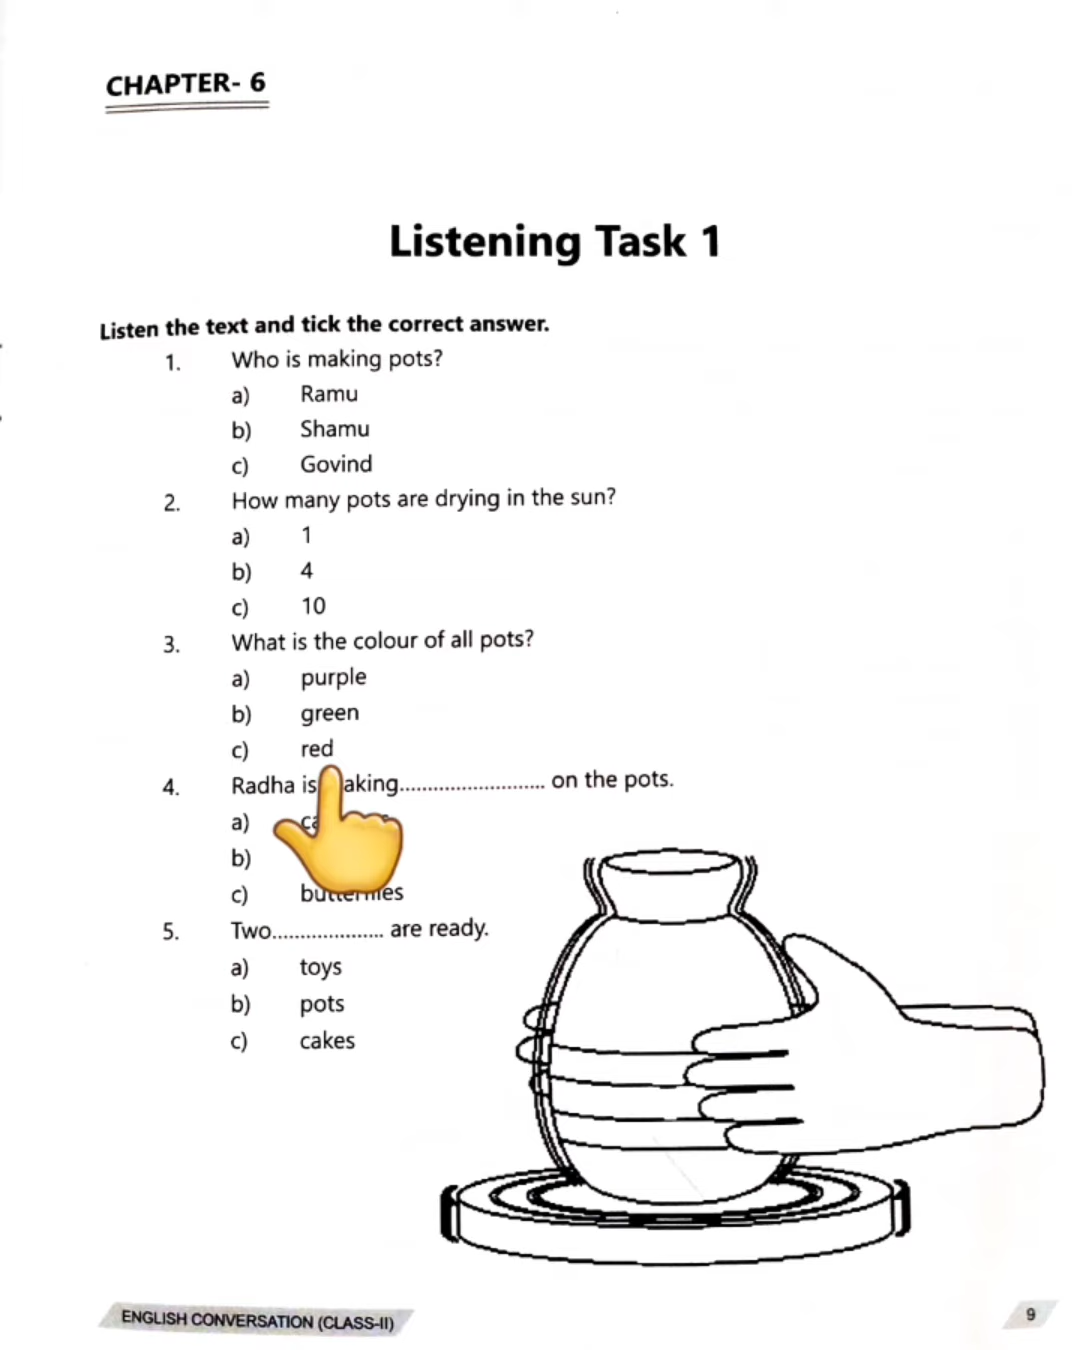 CHAPTER- 6
Listening Task 1
Listen the text and tick the correct answer.
1. Who is making pots?
a) Ramu
b) Shamu
c) Govind
2. How many pots are drying in the sun?
a) 1
b) 4
c) 10
3. What is the colour of all pots?
a) purple
b) green
c) red
4. Radha is aking.......................... on the pots.
a)
b)
c) butterflies
5. Two.................... are ready.
a) toys
b) pots
c) cakes
ENGLISH CONVERSATION (CLASS-II)
9